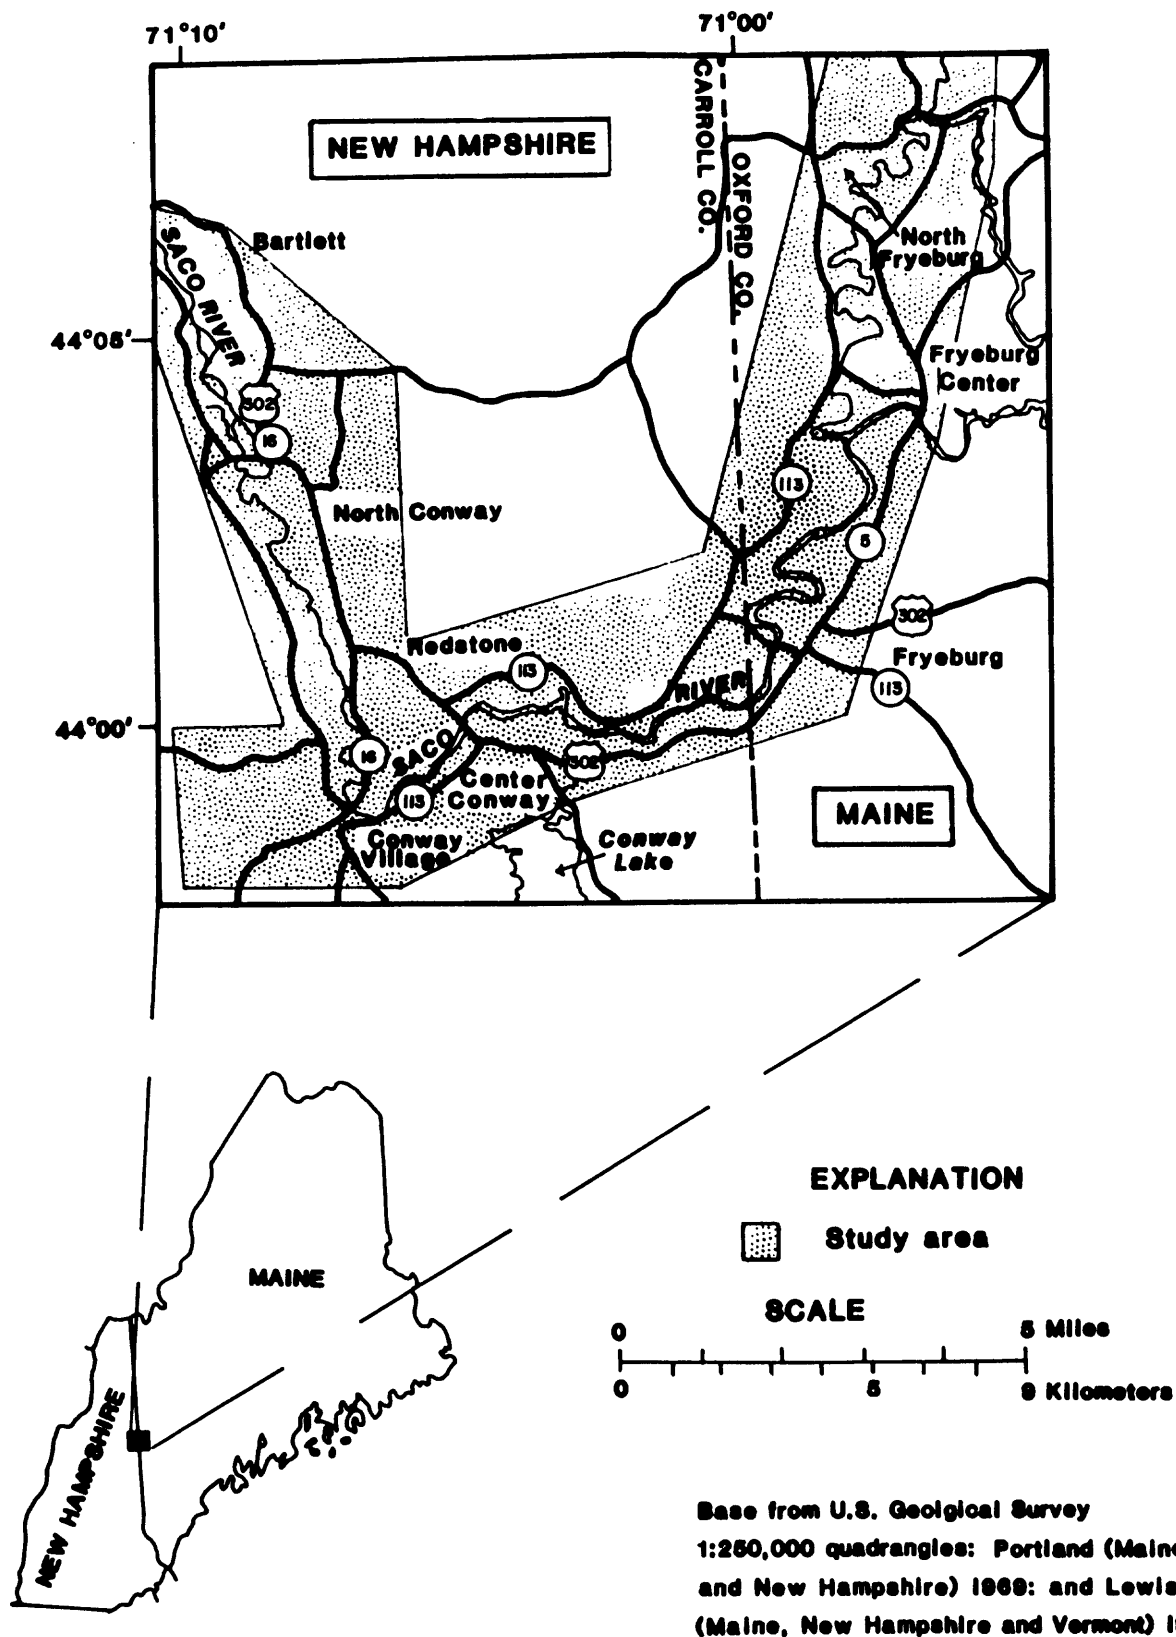 71°10'
71°00'
NEW HAMPSHIRE
CARROLL CO.
OXFORD CO.
Bartlett
SACO RIVER
North
Fryeburg
44°05'
Fryeburg
Center
302
16
113
North Conway
5
302
Redstone
113
Fryeburg
RIVER
113
44°00'
16
SACO
302
Center
Conway
113
MAINE
Conway
Village
Conway
Lake
EXPLANATION
Study area
MAINE
SCALE
0
5 Miles
0
5
9 Kilometers
NEW HAMPSHIRE
Base from U.S. Geolgical Survey
1:250,000 quadrangles: Portland (Maine
and New Hampshire) 1969: and Lewis
(Maine, New Hampshire and Vermont)